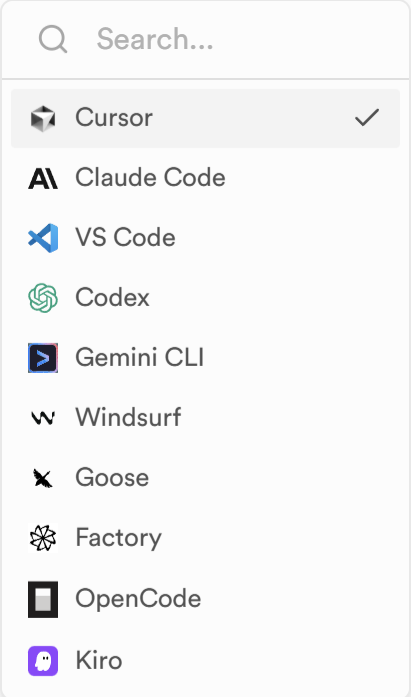 Search...
Cursor
Claude Code
VS Code
Codex
Gemini CLI
Windsurf
Goose
Factory
OpenCode
Kiro